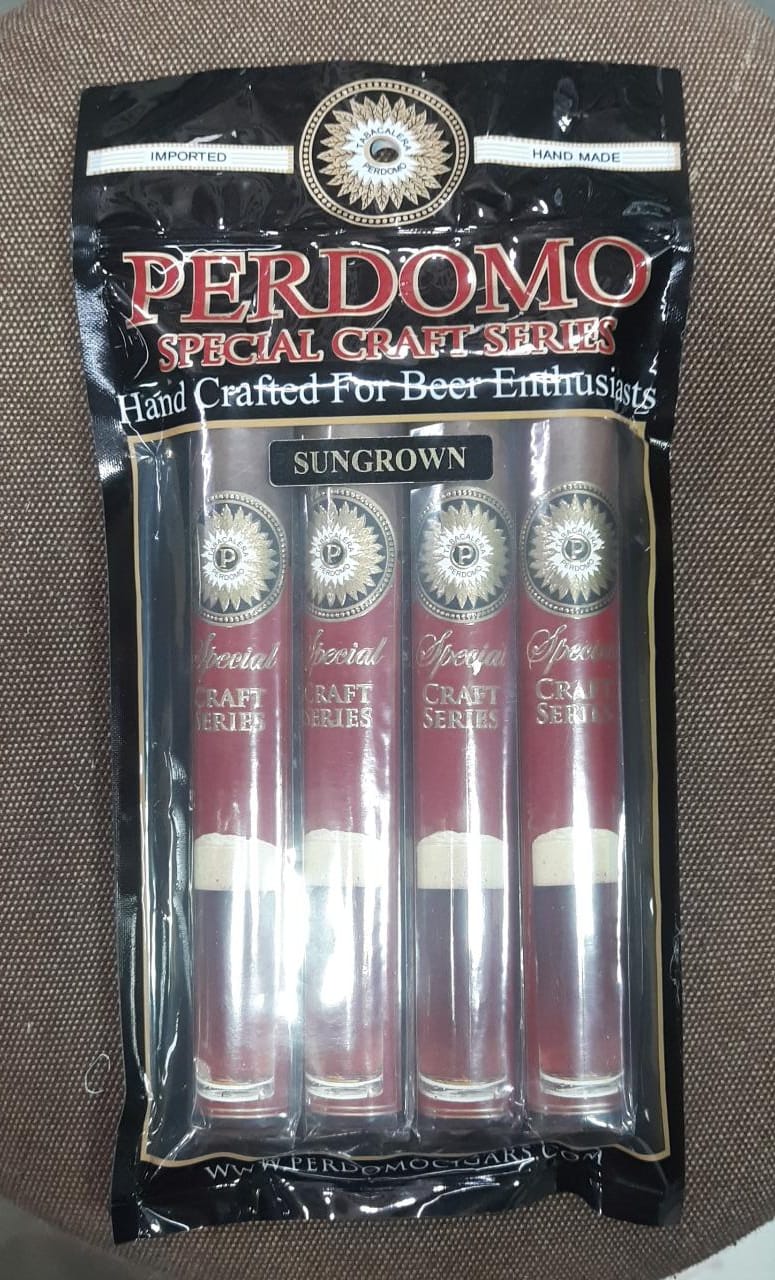 IMPORTED
TABACALERA
PERDOMO
HAND MADE
PERDOMO
SPECIAL CRAFT SERIES
Hand Crafted For Beer Enthusiasts
SUNGROWN
TABACALERA P PERDOMO
TABACALERA P PERDOMO
TABACALERA P PERDOMO
TABACALERA P PERDOMO
Special Special Special Special
CRAFT CRAFT CRAFT CRAFT
SERIES SERIES SERIES SERIES
WWW.PERDOMOCIGARS.COM